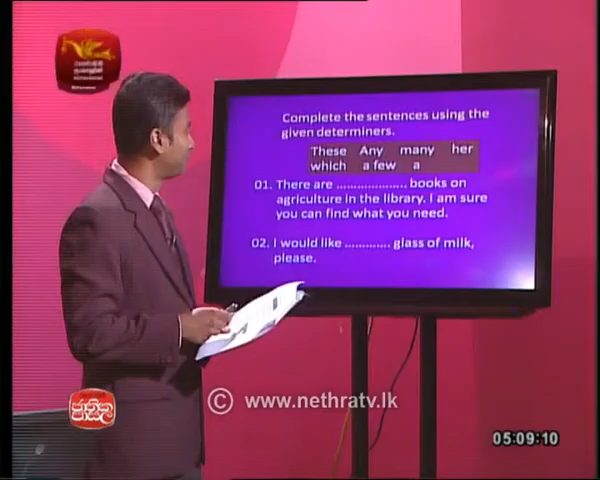 Complete the sentences using the
given determiners.
These Any many her
which a few a
01. There are ..................... books on
agriculture in the library. I am sure
you can find what you need.
02. I would like ............. glass of milk,
please.
© www.nethratv.lk
05:09:10